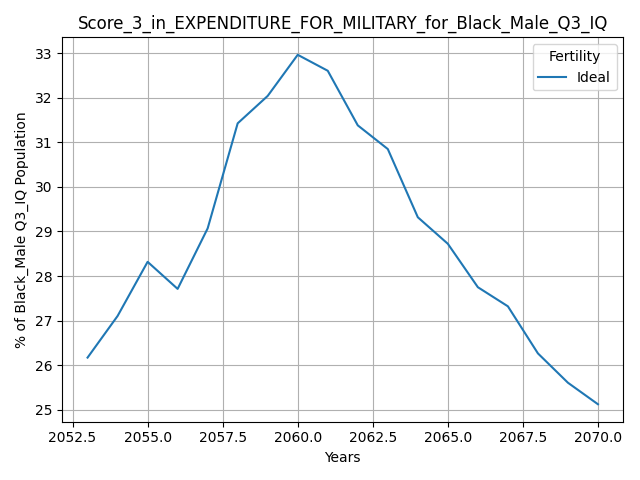 Score_3_in_EXPENDITURE_FOR_MILITARY_for_Black_Male_Q3_IQ
Fertility
Ideal
% of Black_Male Q3_IQ Population
33
32
31
30
29
28
27
26
25
2052.5 2055.0 2057.5 2060.0 2062.5 2065.0 2067.5 2070.0
Years